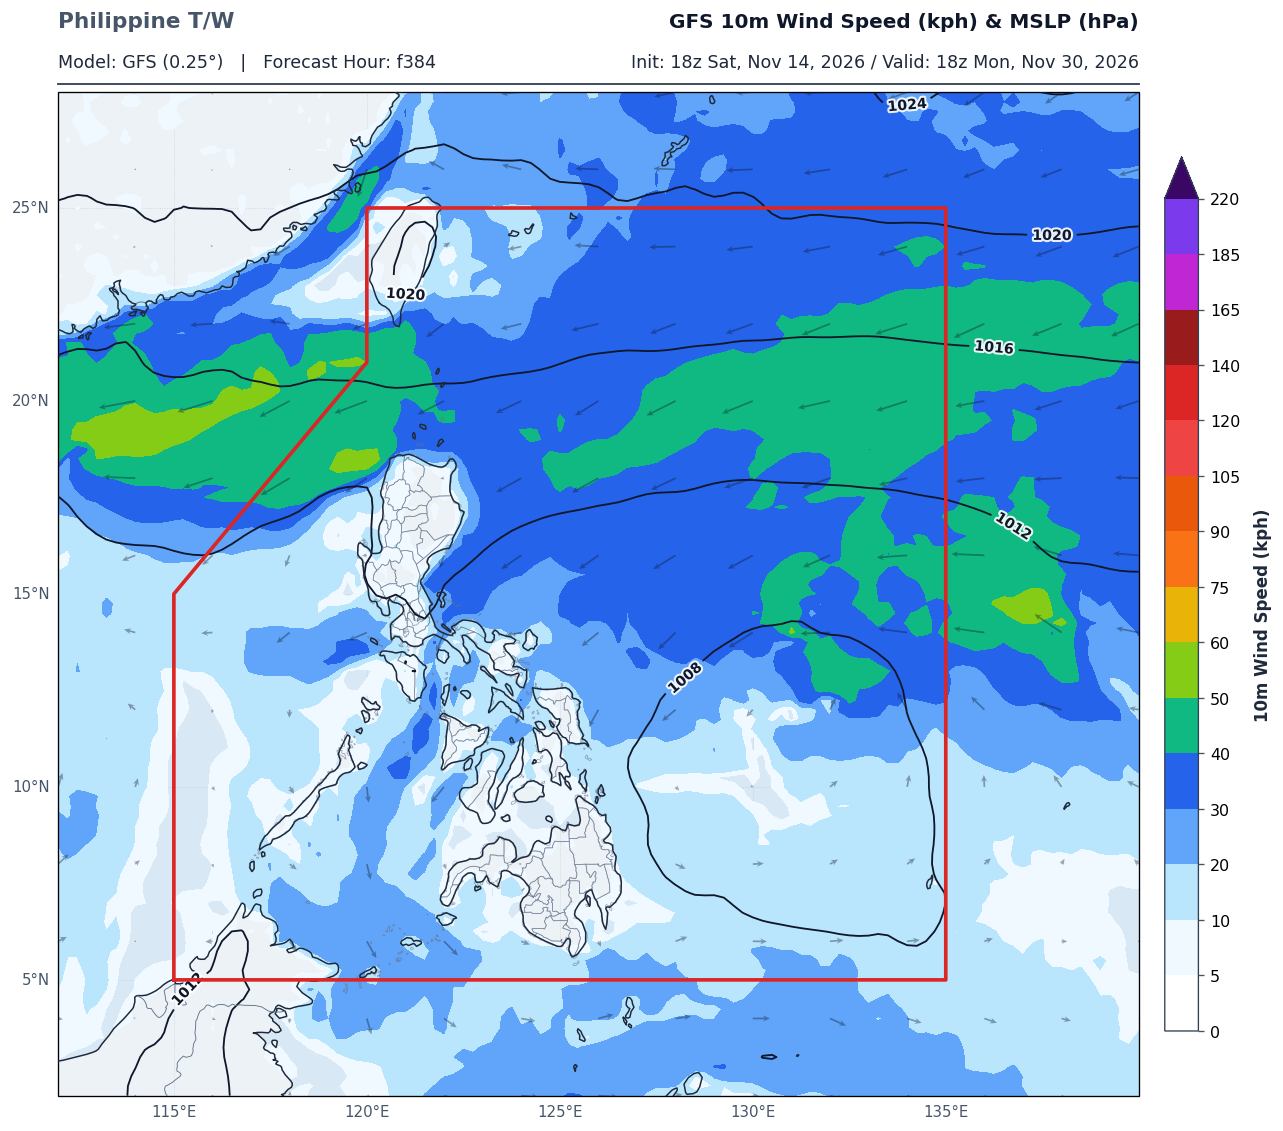 Philippine T/W
GFS 10m Wind Speed (kph) & MSLP (hPa)
Model: GFS (0.25°) | Forecast Hour: f384
Init: 18z Sat, Nov 14, 2026 / Valid: 18z Mon, Nov 30, 2026
1024
1020
1020
1016
1012
1008
1012
25°N
20°N
15°N
10°N
5°N
115°E
120°E
125°E
130°E
135°E
220
185
165
140
120
105
90
75
60
50
40
30
20
10
5
0
10m Wind Speed (kph)